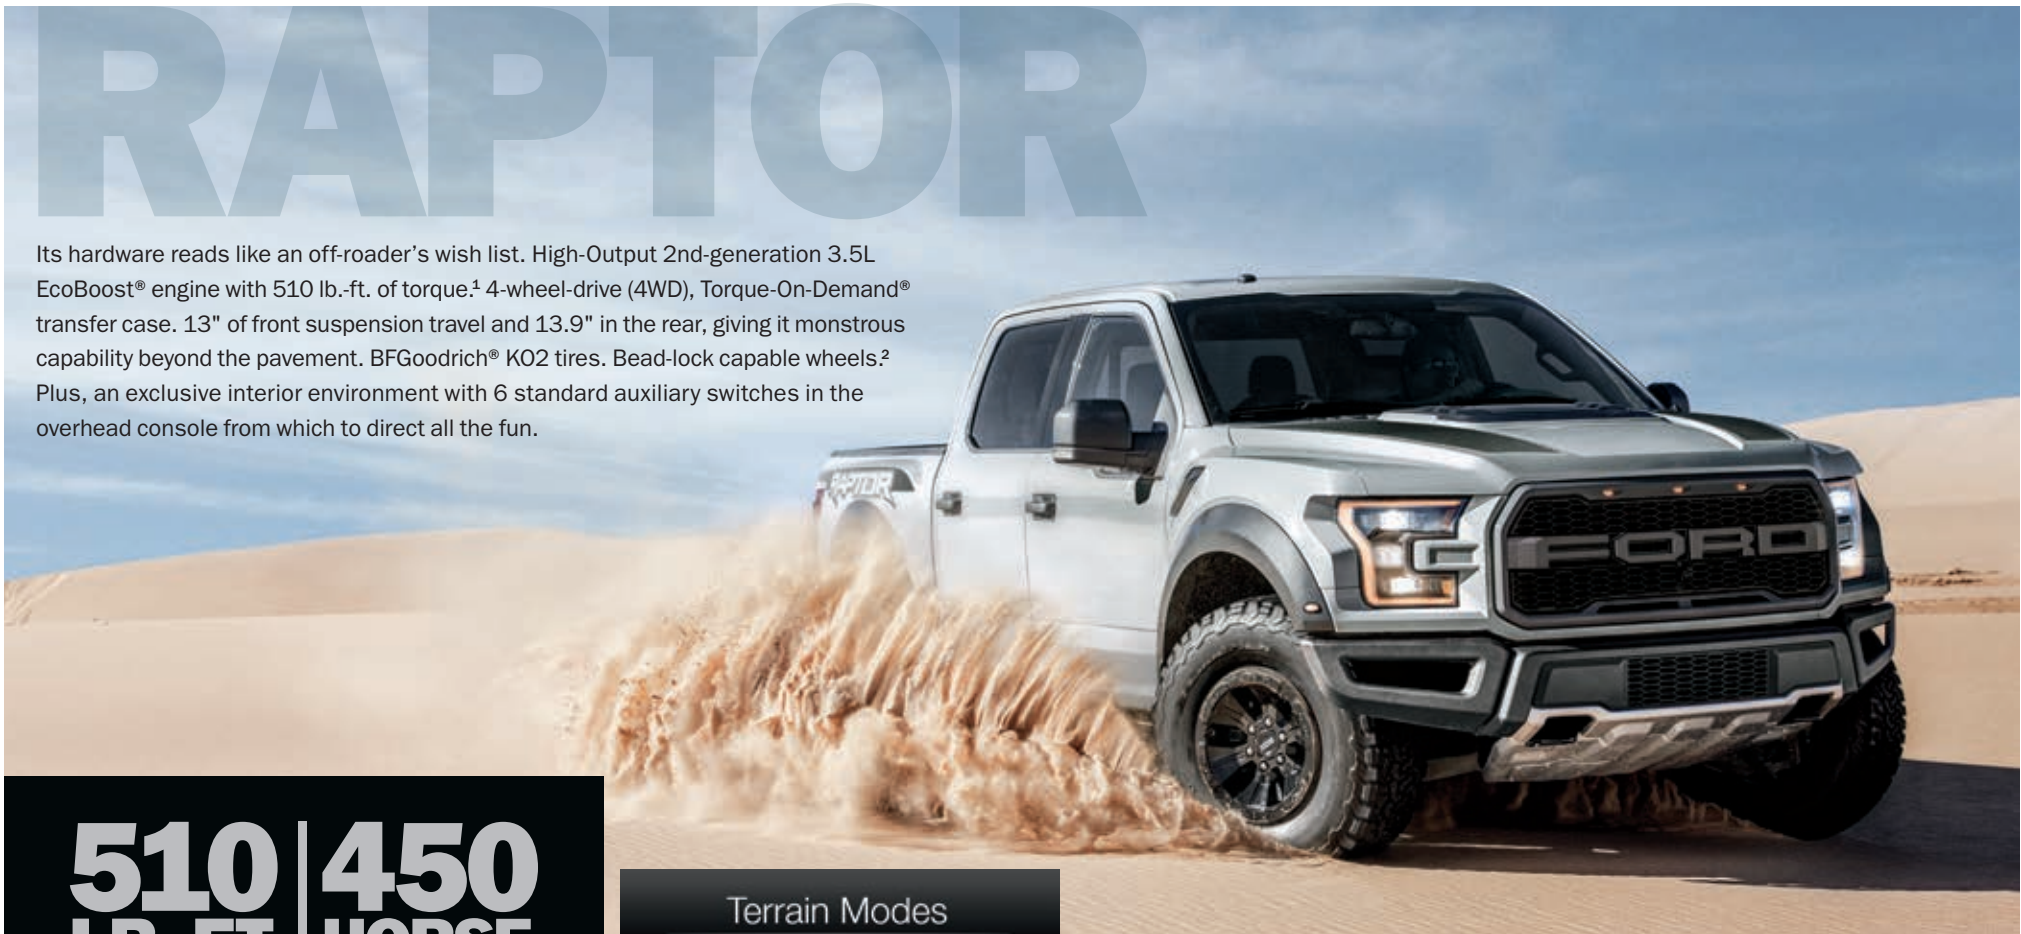 RAPTOR
Its hardware reads like an off-roader’s wish list. High-Output 2nd-generation 3.5L
EcoBoost® engine with 510 lb.-ft. of torque.¹ 4-wheel-drive (4WD), Torque-On-Demand®
transfer case. 13" of front suspension travel and 13.9" in the rear, giving it monstrous
capability beyond the pavement. BFGoodrich® KO2 tires. Bead-lock capable wheels.²
Plus, an exclusive interior environment with 6 standard auxiliary switches in the
overhead console from which to direct all the fun.
RAPTOR
FORD
510 | 450
LB.-FT. | HORSE
Terrain Modes